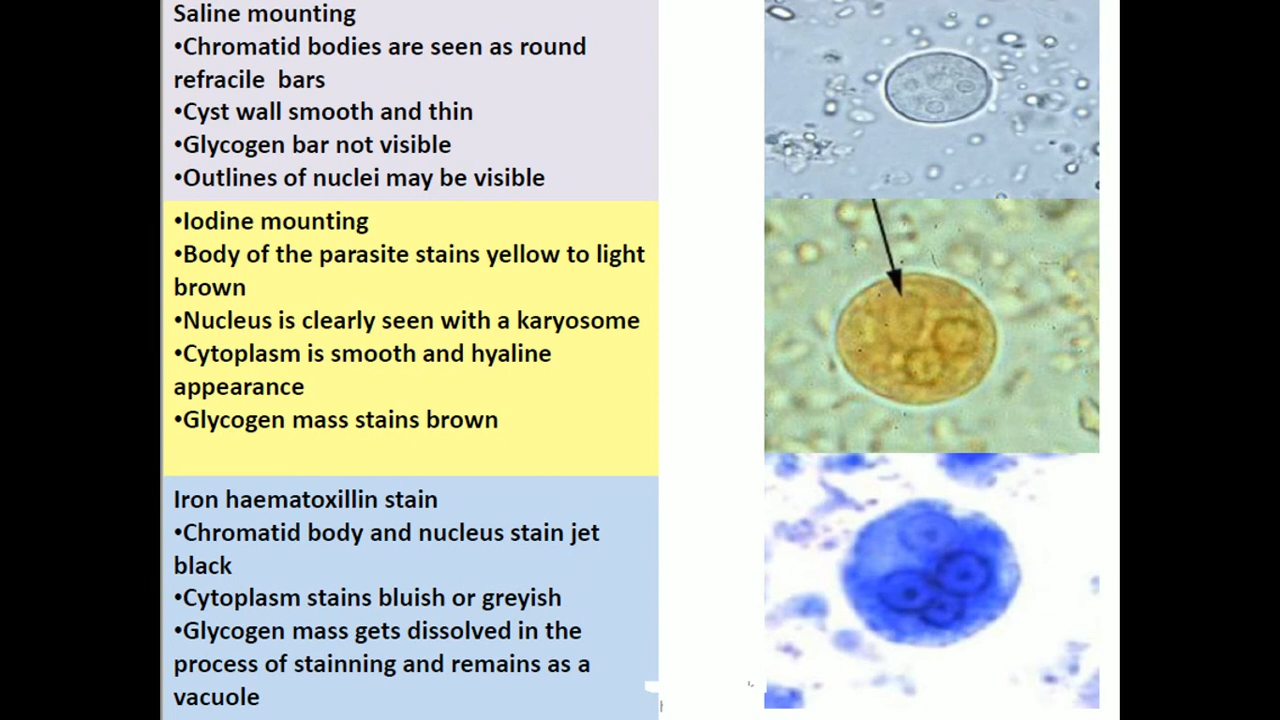 Saline mounting
•Chromatid bodies are seen as round
refracile bars
•Cyst wall smooth and thin
•Glycogen bar not visible
•Outlines of nuclei may be visible
•Iodine mounting
•Body of the parasite stains yellow to light
brown
•Nucleus is clearly seen with a karyosome
•Cytoplasm is smooth and hyaline
appearance
•Glycogen mass stains brown
Iron haematoxillin stain
•Chromatid body and nucleus stain jet
black
•Cytoplasm stains bluish or greyish
•Glycogen mass gets dissolved in the
process of stainning and remains as a
vacuole